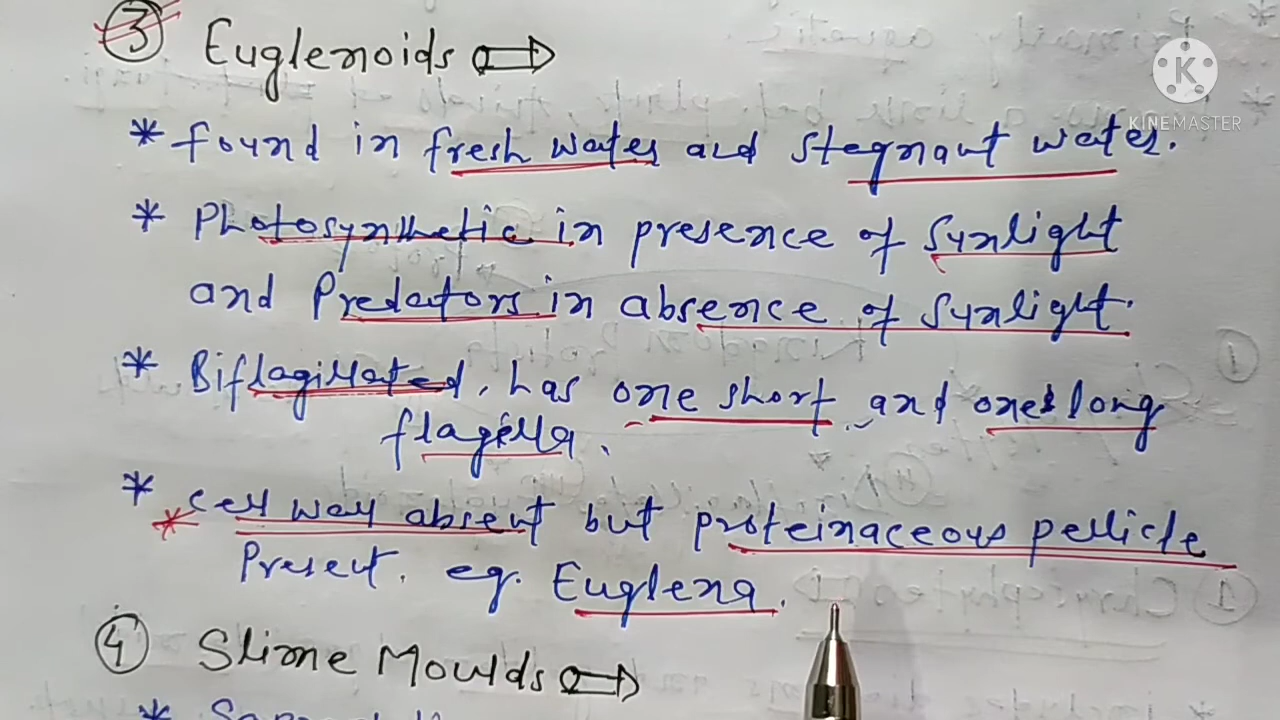 ③ Euglenoids
K
KINEMASTER
* found in fresh water and stegnant water.
* Photosynthetic in presence of Sunlight
and Predators in absence of Sunlight.
* Biflagillated, has one short and one long
flagella.
* Cell wall absent but proteinaceous pellicle
Present. eg. Euglena.
④ Slime Moulds
*